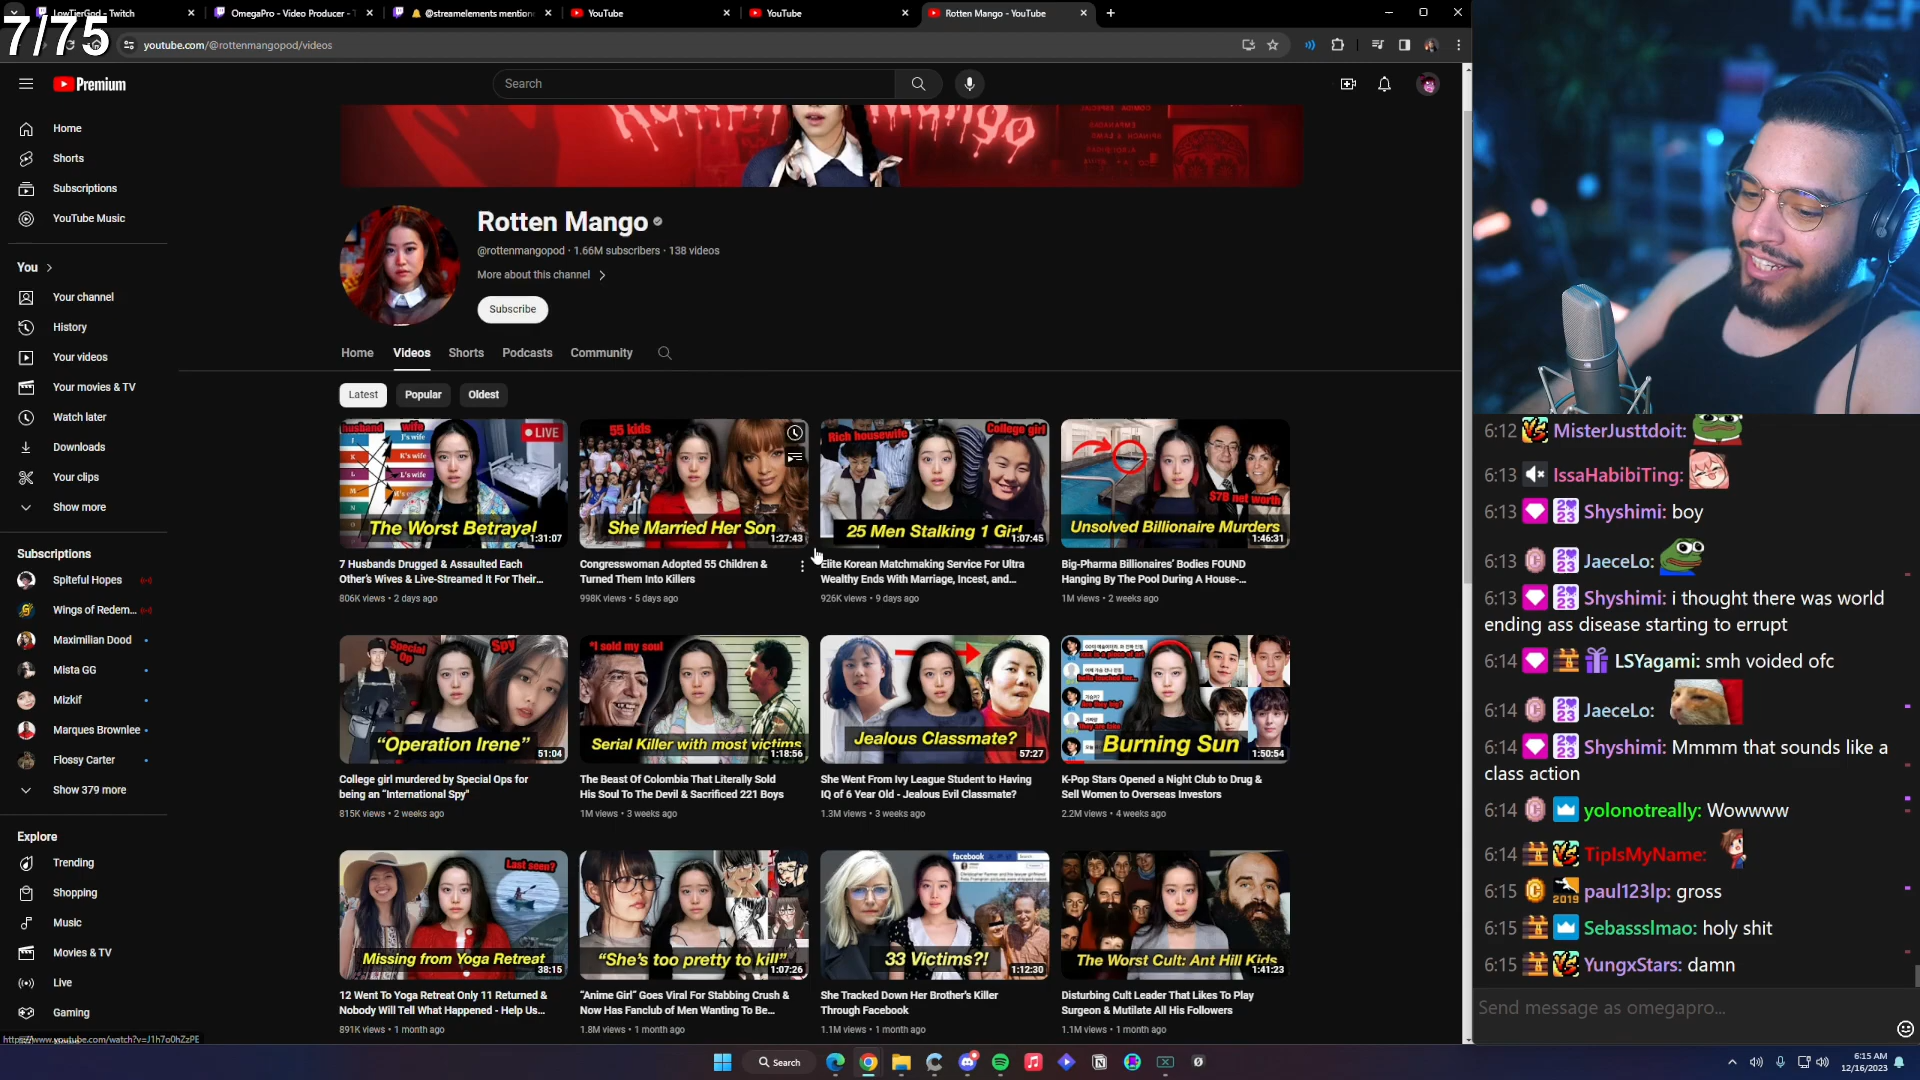 7/75
LowTierGod - Twitch
OmegaPro - Video Producer - T
@streamelements mention
YouTube
YouTube
Rotten Mango - YouTube
youtube.com/@rottenmangopod/videos
Premium
Search
Home
Shorts
Subscriptions
YouTube Music
You
Your channel
History
Your videos
Your movies & TV
Watch later
Downloads
Your clips
Show more
Subscriptions
Spiteful Hopes
Wings of Redem...
Maximilian Dood
Mista GG
Mizkif
Marques Brownlee
Flossy Carter
Show 379 more
Explore
Trending
Shopping
Music
Movies & TV
Live
Gaming
https://www.youtube.com/watch?v=J1h7o0hZzPE
Rotten Mango
Rotten Mango
@rottenmangopod · 1.66M subscribers · 138 videos
More about this channel
Subscribe
Home Videos Shorts Podcasts Community
Latest Popular Oldest
husband wife
J's wife
K's wife
L's wife
LIVE
The Worst Betrayal
1:31:07
7 Husbands Drugged & Assaulted Each
Other's Wives & Live-Streamed It For Their...
806K views · 2 days ago
55 kids
She Married Her Son
1:27:43
Congresswoman Adopted 55 Children &
Turned Them Into Killers
998K views · 5 days ago
Rich housewife
College girl
25 Men Stalking 1 Girl
1:07:45
Elite Korean Matchmaking Service For Ultra
Wealthy Ends With Marriage, Incest, and...
926K views · 9 days ago
$7B net worth
Unsolved Billionaire Murders
1:46:31
Big-Pharma Billionaires' Bodies FOUND
Hanging By The Pool During A House-...
1M views · 2 weeks ago
Special Op
Spy
"Operation Irene"
51:04
College girl murdered by Special Ops for
being an "International Spy"
815K views · 2 weeks ago
"I sold my soul
Serial Killer with most victims
1:18:56
The Beast Of Colombia That Literally Sold
His Soul To The Devil & Sacrificed 221 Boys
1M views · 3 weeks ago
Jealous Classmate?
57:27
She Went From Ivy League Student to Having
IQ of 6 Year Old - Jealous Evil Classmate?
1.3M views · 3 weeks ago
Burning Sun
1:50:54
K-Pop Stars Opened a Night Club to Drug &
Sell Women to Overseas Investors
2.2M views · 4 weeks ago
Last seen?
Missing from Yoga Retreat
38:15
12 Went To Yoga Retreat Only 11 Returned &
Nobody Will Tell What Happened - Help Us...
891K views · 1 month ago
"She's too pretty to kill"
1:07:26
"Anime Girl" Goes Viral For Stabbing Crush &
Now Has Fanclub of Men Wanting To Be...
1.8M views · 1 month ago
facebook
33 Victims?!
1:12:30
She Tracked Down Her Brother's Killer
Through Facebook
1.1M views · 1 month ago
The Worst Cult: Ant Hill Kids
1:41:23
Disturbing Cult Leader That Likes To Play
Surgeon & Mutilate All His Followers
1.1M views · 1 month ago
KEEP
6:12 MisterJusttdoit:
6:13 IssaHabibiTing:
6:13 Shyshimi: boy
6:13 JaeceLo:
6:13 Shyshimi: i thought there was world
ending ass disease starting to errupt
6:14 LSYagami: smh voided ofc
6:14 JaeceLo:
6:14 Shyshimi: Mmmm that sounds like a
class action
6:14 yolonotreally: Wowwww
6:14 TipIsMyName:
6:15 paul123lp: gross
2019
6:15 Sebasslmao: holy shit
6:15 YungxStars: damn
Send message as omegapro...
Search
6:15 AM
12/16/2023